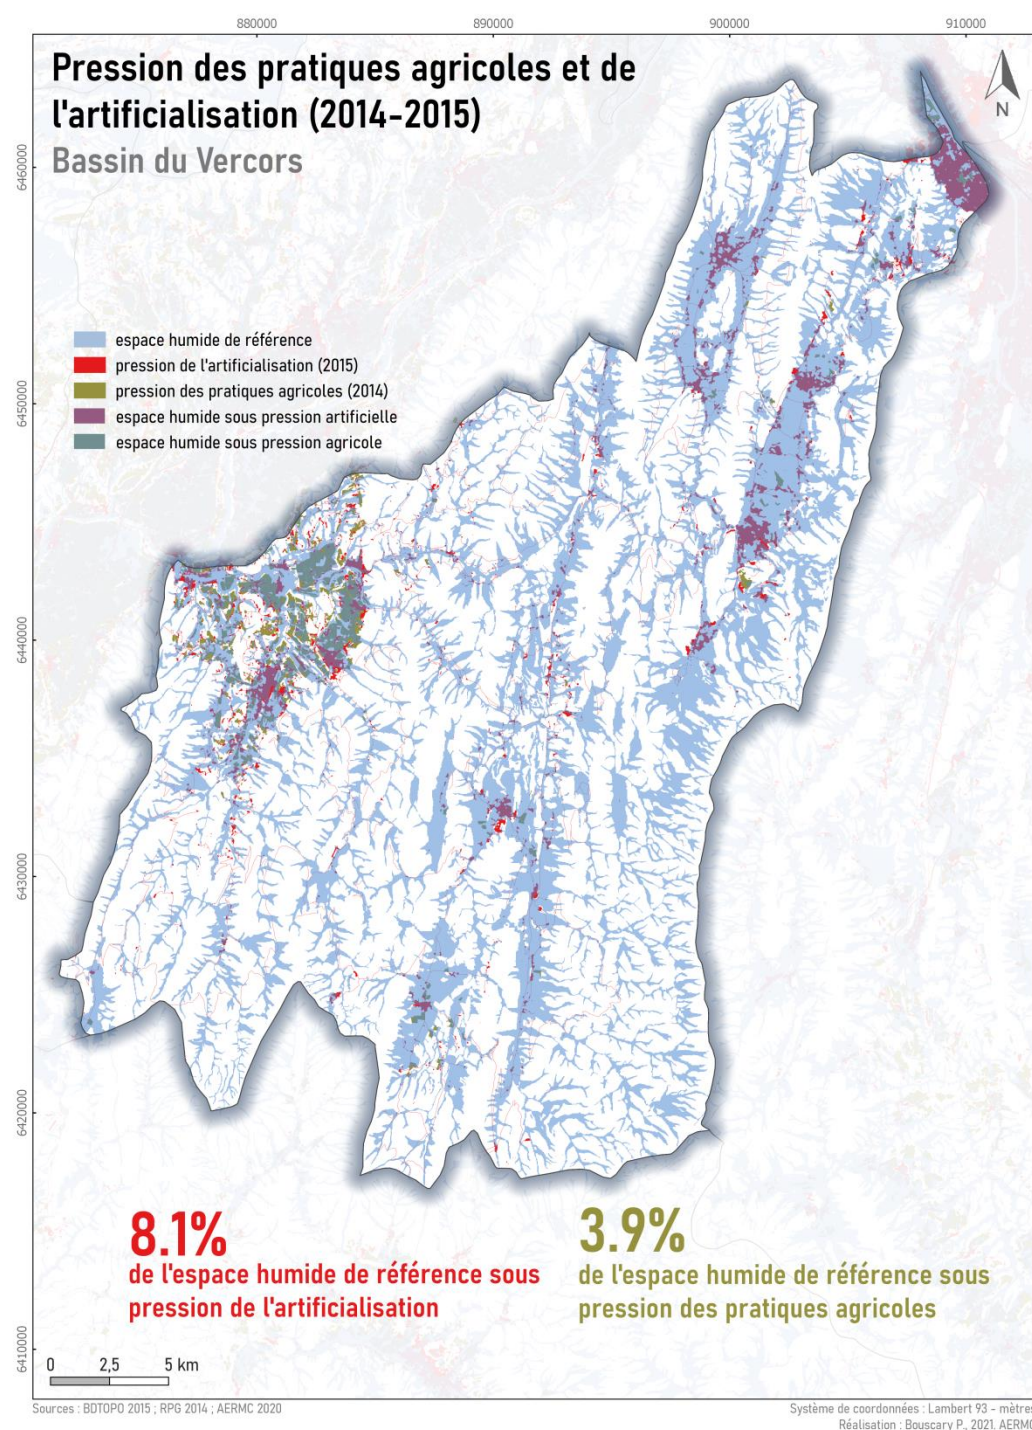 880000
890000
900000
910000
Pression des pratiques agricoles et de
l'artificialisation (2014-2015)
Bassin du Vercors
N
6460000
6450000
6440000
6430000
6420000
6410000
espace humide de référence
pression de l'artificialisation (2015)
pression des pratiques agricoles (2014)
espace humide sous pression artificielle
espace humide sous pression agricole
8.1%
de l'espace humide de référence sous
pression de l'artificialisation
3.9%
de l'espace humide de référence sous
pression des pratiques agricoles
0 2,5 5 km
Sources : BDTOPO 2015 ; RPG 2014 ; AERMC 2020
Système de coordonnées : Lambert 93 - mètres
Réalisation : Bouscary P., 2021. AERMC